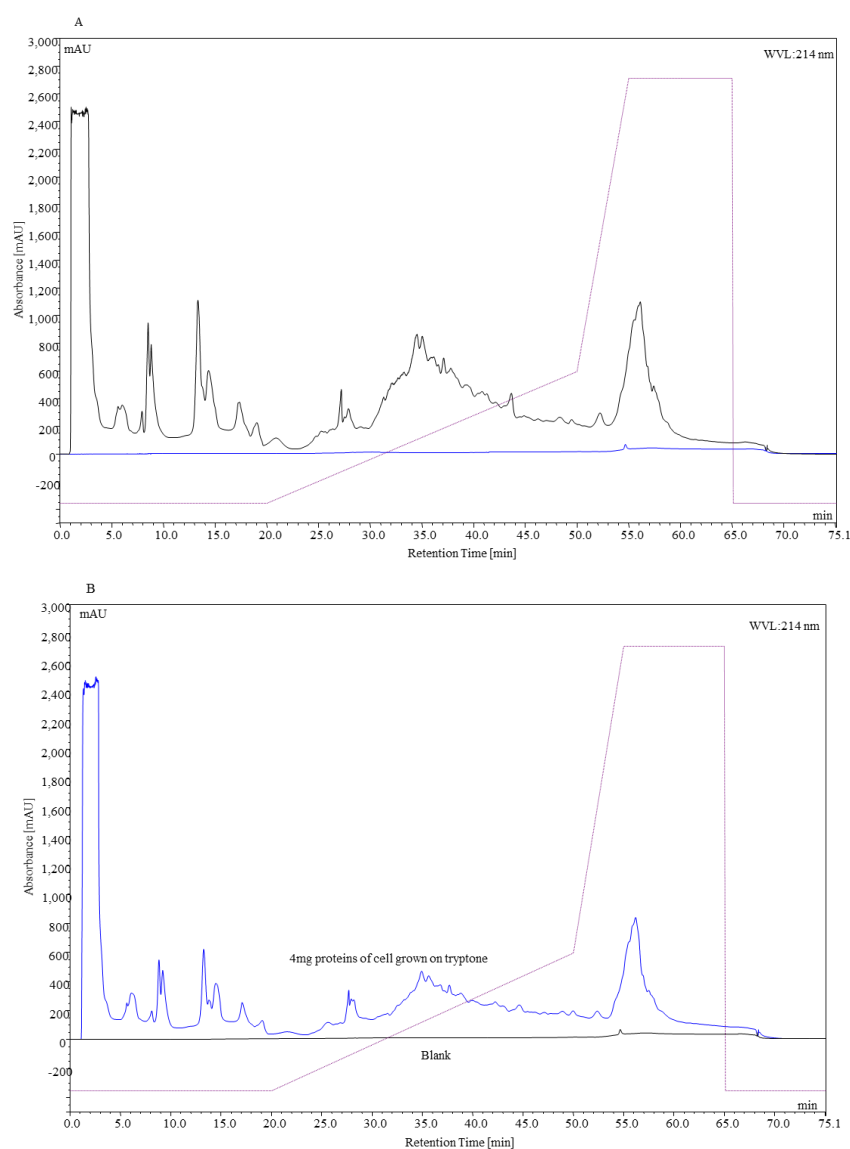 A
3,000
mAU
WVL:214 nm
2,800
2,600
2,400
2,200
2,000
1,800
1,600
1,400
1,200
1,000
800
600
400
200
0
-200
Absorbance [mAU]
min
0.0 5.0 10.0 15.0 20.0 25.0 30.0 35.0 40.0 45.0 50.0 55.0 60.0 65.0 70.0 75.1
Retention Time [min]
B
3,000
mAU
WVL:214 nm
2,800
2,600
2,400
2,200
2,000
1,800
1,600
1,400
1,200
1,000
800
600
400
200
0
-200
Absorbance [mAU]
4mg proteins of cell grown on tryptone
Blank
min
0.0 5.0 10.0 15.0 20.0 25.0 30.0 35.0 40.0 45.0 50.0 55.0 60.0 65.0 70.0 75.1
Retention Time [min]